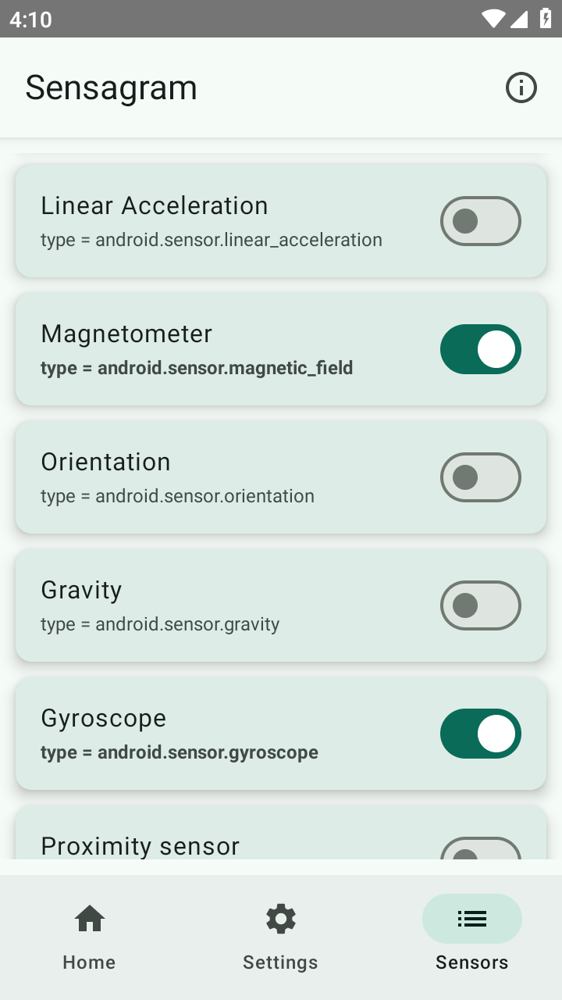 4:10
Sensagram
Linear Acceleration
type = android.sensor.linear_acceleration
Magnetometer
type = android.sensor.magnetic_field
Orientation
type = android.sensor.orientation
Gravity
type = android.sensor.gravity
Gyroscope
type = android.sensor.gyroscope
Proximity sensor
Home
Settings
Sensors